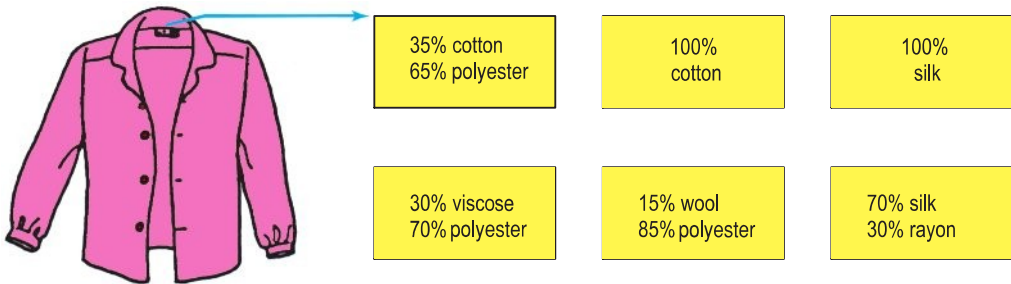 35% cotton
65% polyester
100%
cotton
100%
silk
30% viscose
70% polyester
15% wool
85% polyester
70% silk
30% rayon